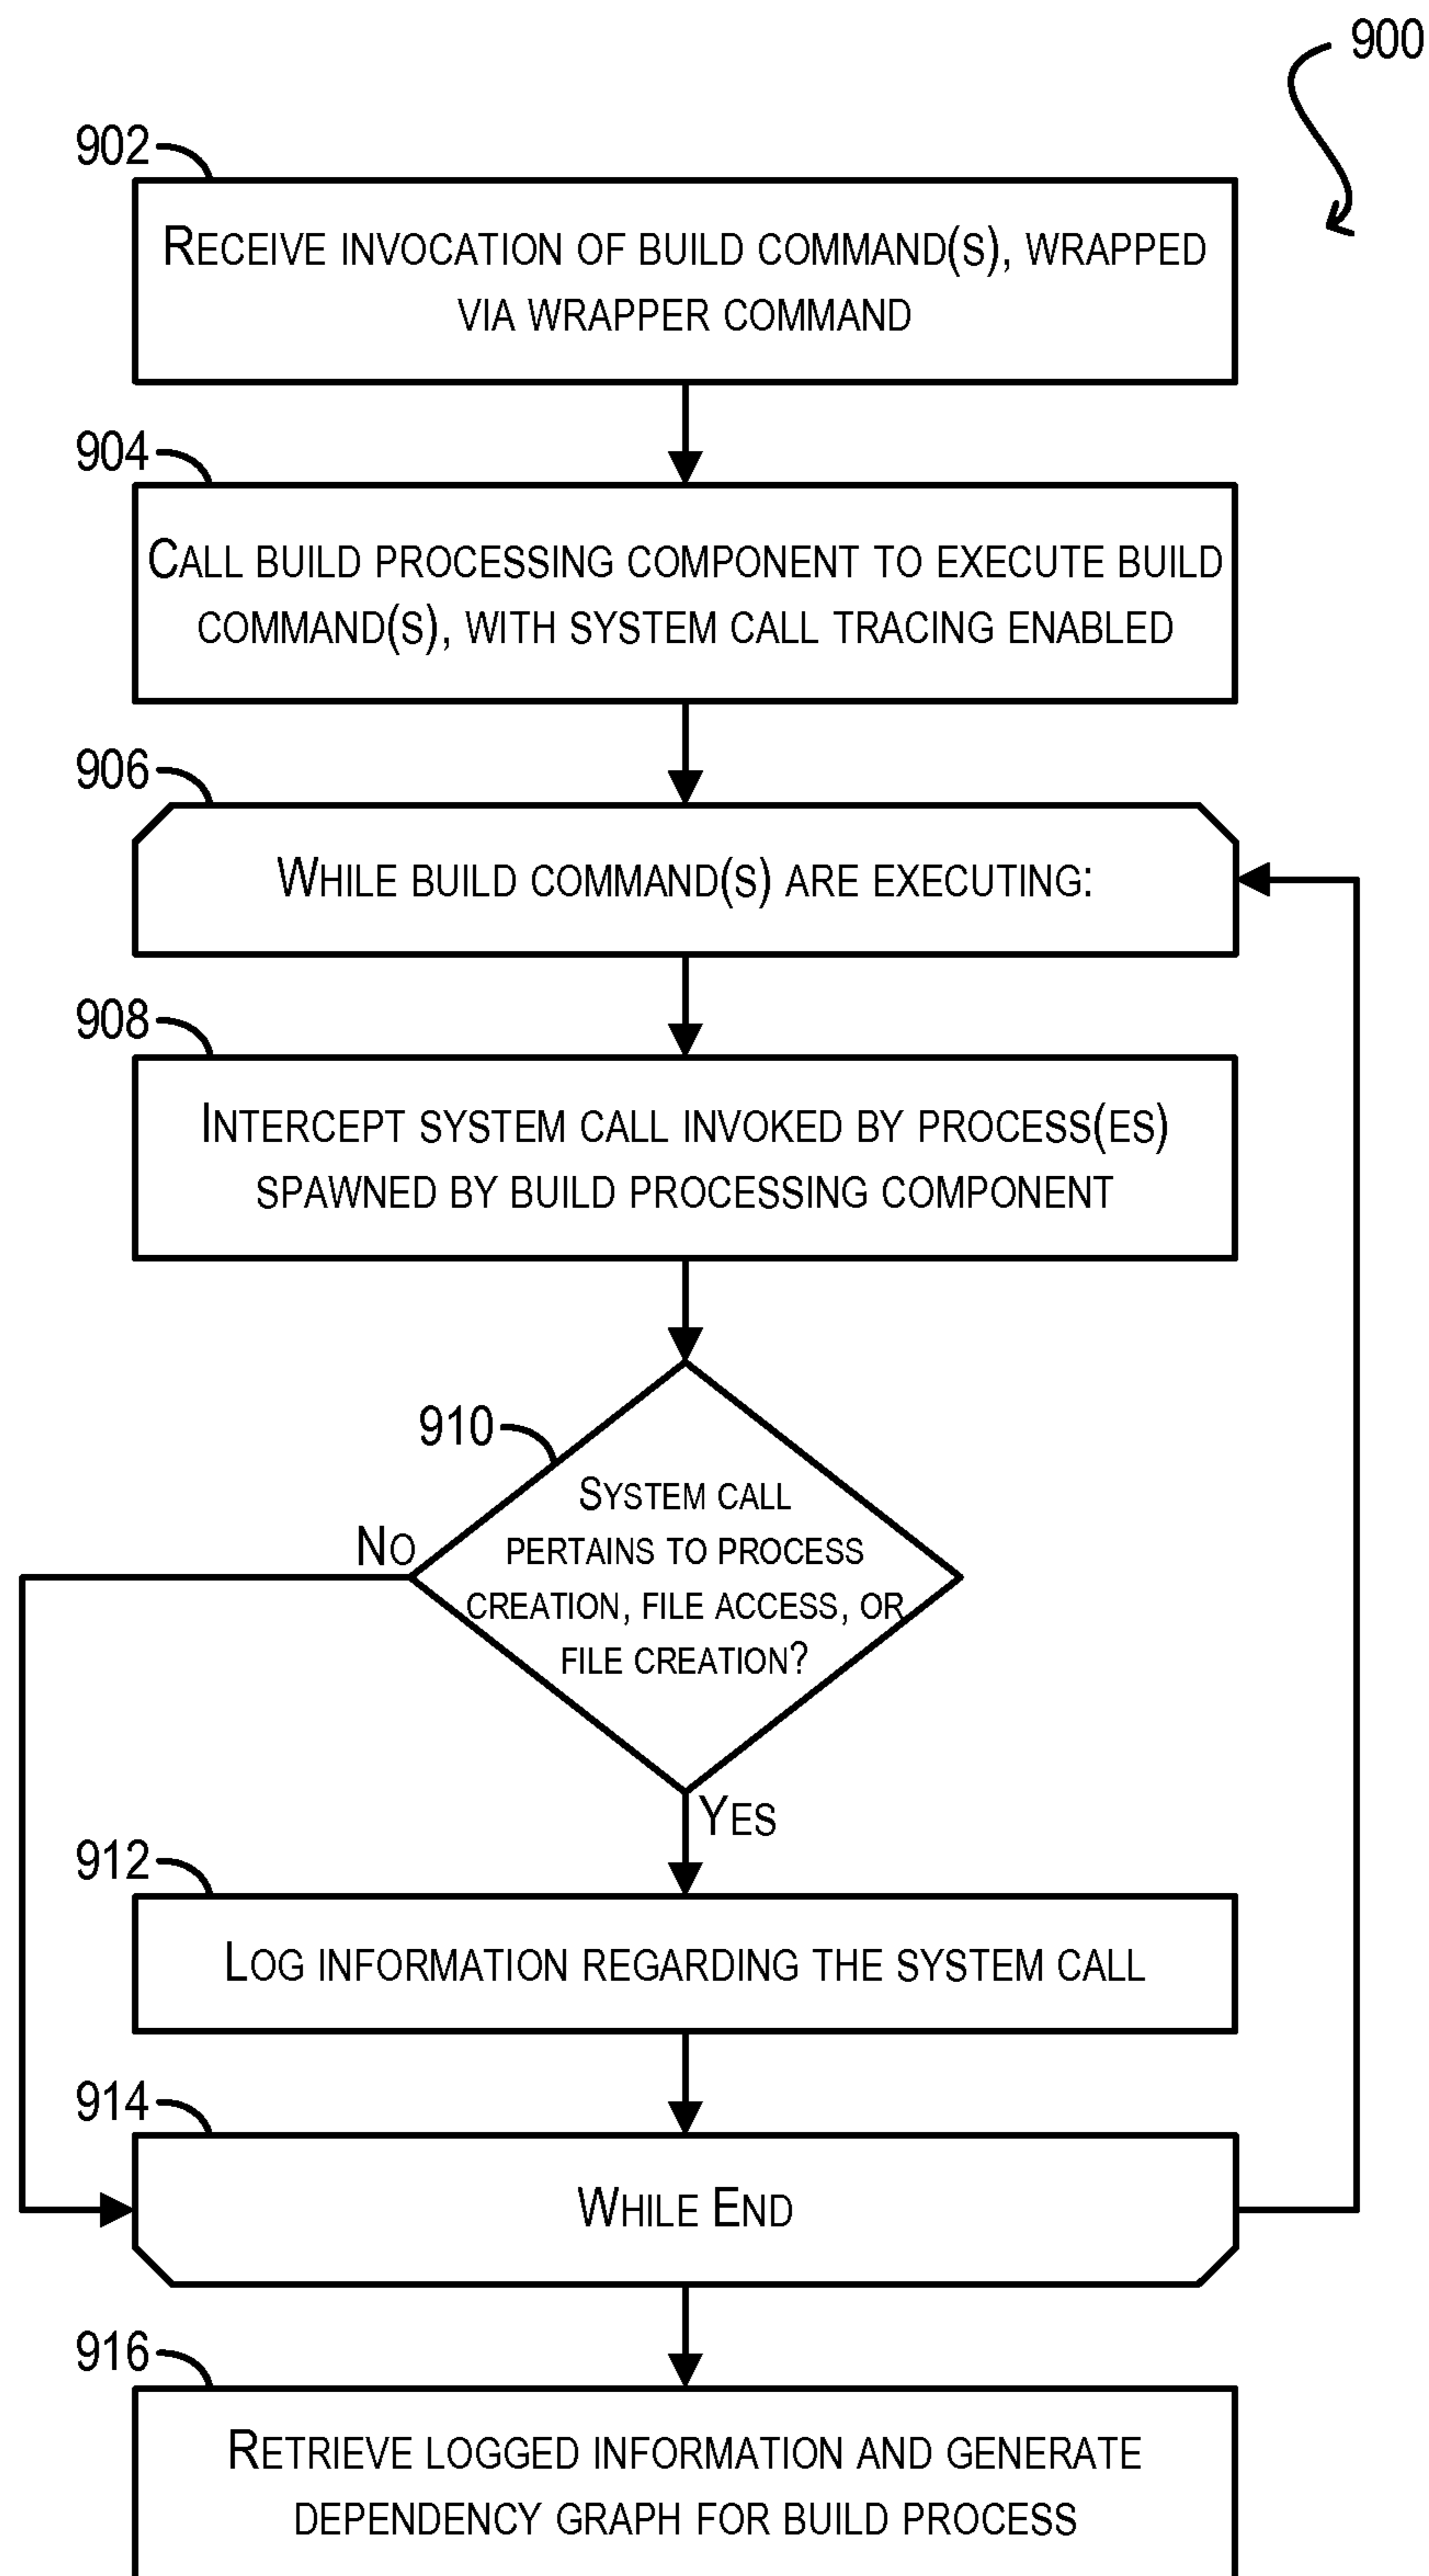 900
902
Receive invocation of build command(s), wrapped
via wrapper command
904
Call build processing component to execute build
command(s), with system call tracing enabled
906
While build command(s) are executing:
908
Intercept system call invoked by process(es)
spawned by build processing component
910
System call
pertains to process
creation, file access, or
file creation?
No
Yes
912
Log information regarding the system call
914
While End
916
Retrieve logged information and generate
dependency graph for build process